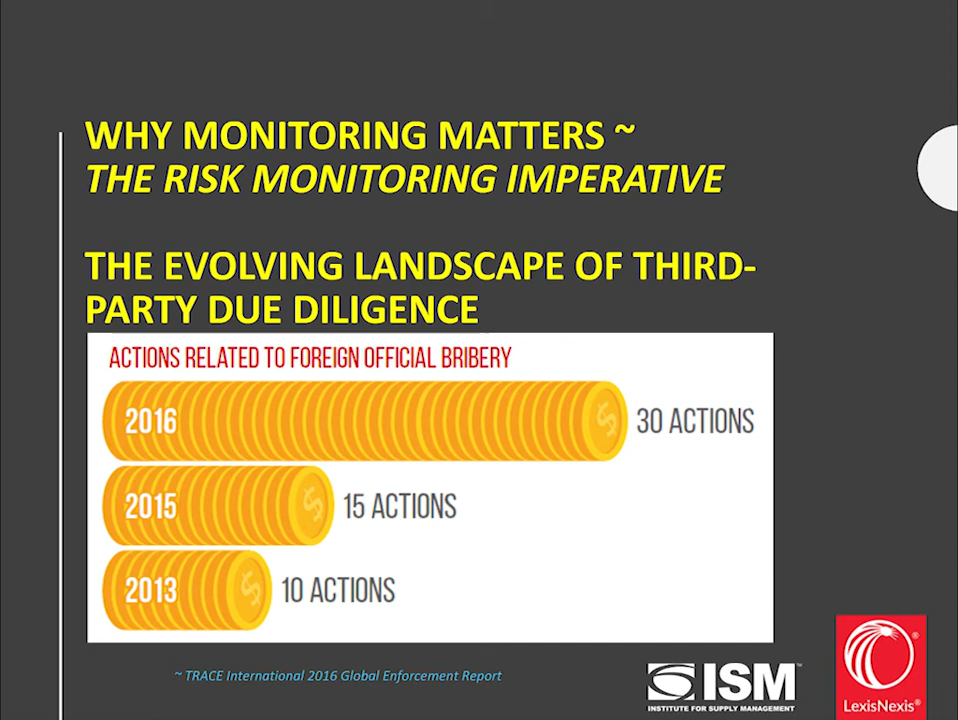 WHY MONITORING MATTERS ~
THE RISK MONITORING IMPERATIVE
THE EVOLVING LANDSCAPE OF THIRD-
PARTY DUE DILIGENCE
ACTIONS RELATED TO FOREIGN OFFICIAL BRIBERY
2016 30 ACTIONS
2015 15 ACTIONS
2013 10 ACTIONS
~ TRACE International 2016 Global Enforcement Report
ISM™
INSTITUTE FOR SUPPLY MANAGEMENT
®
LexisNexis®